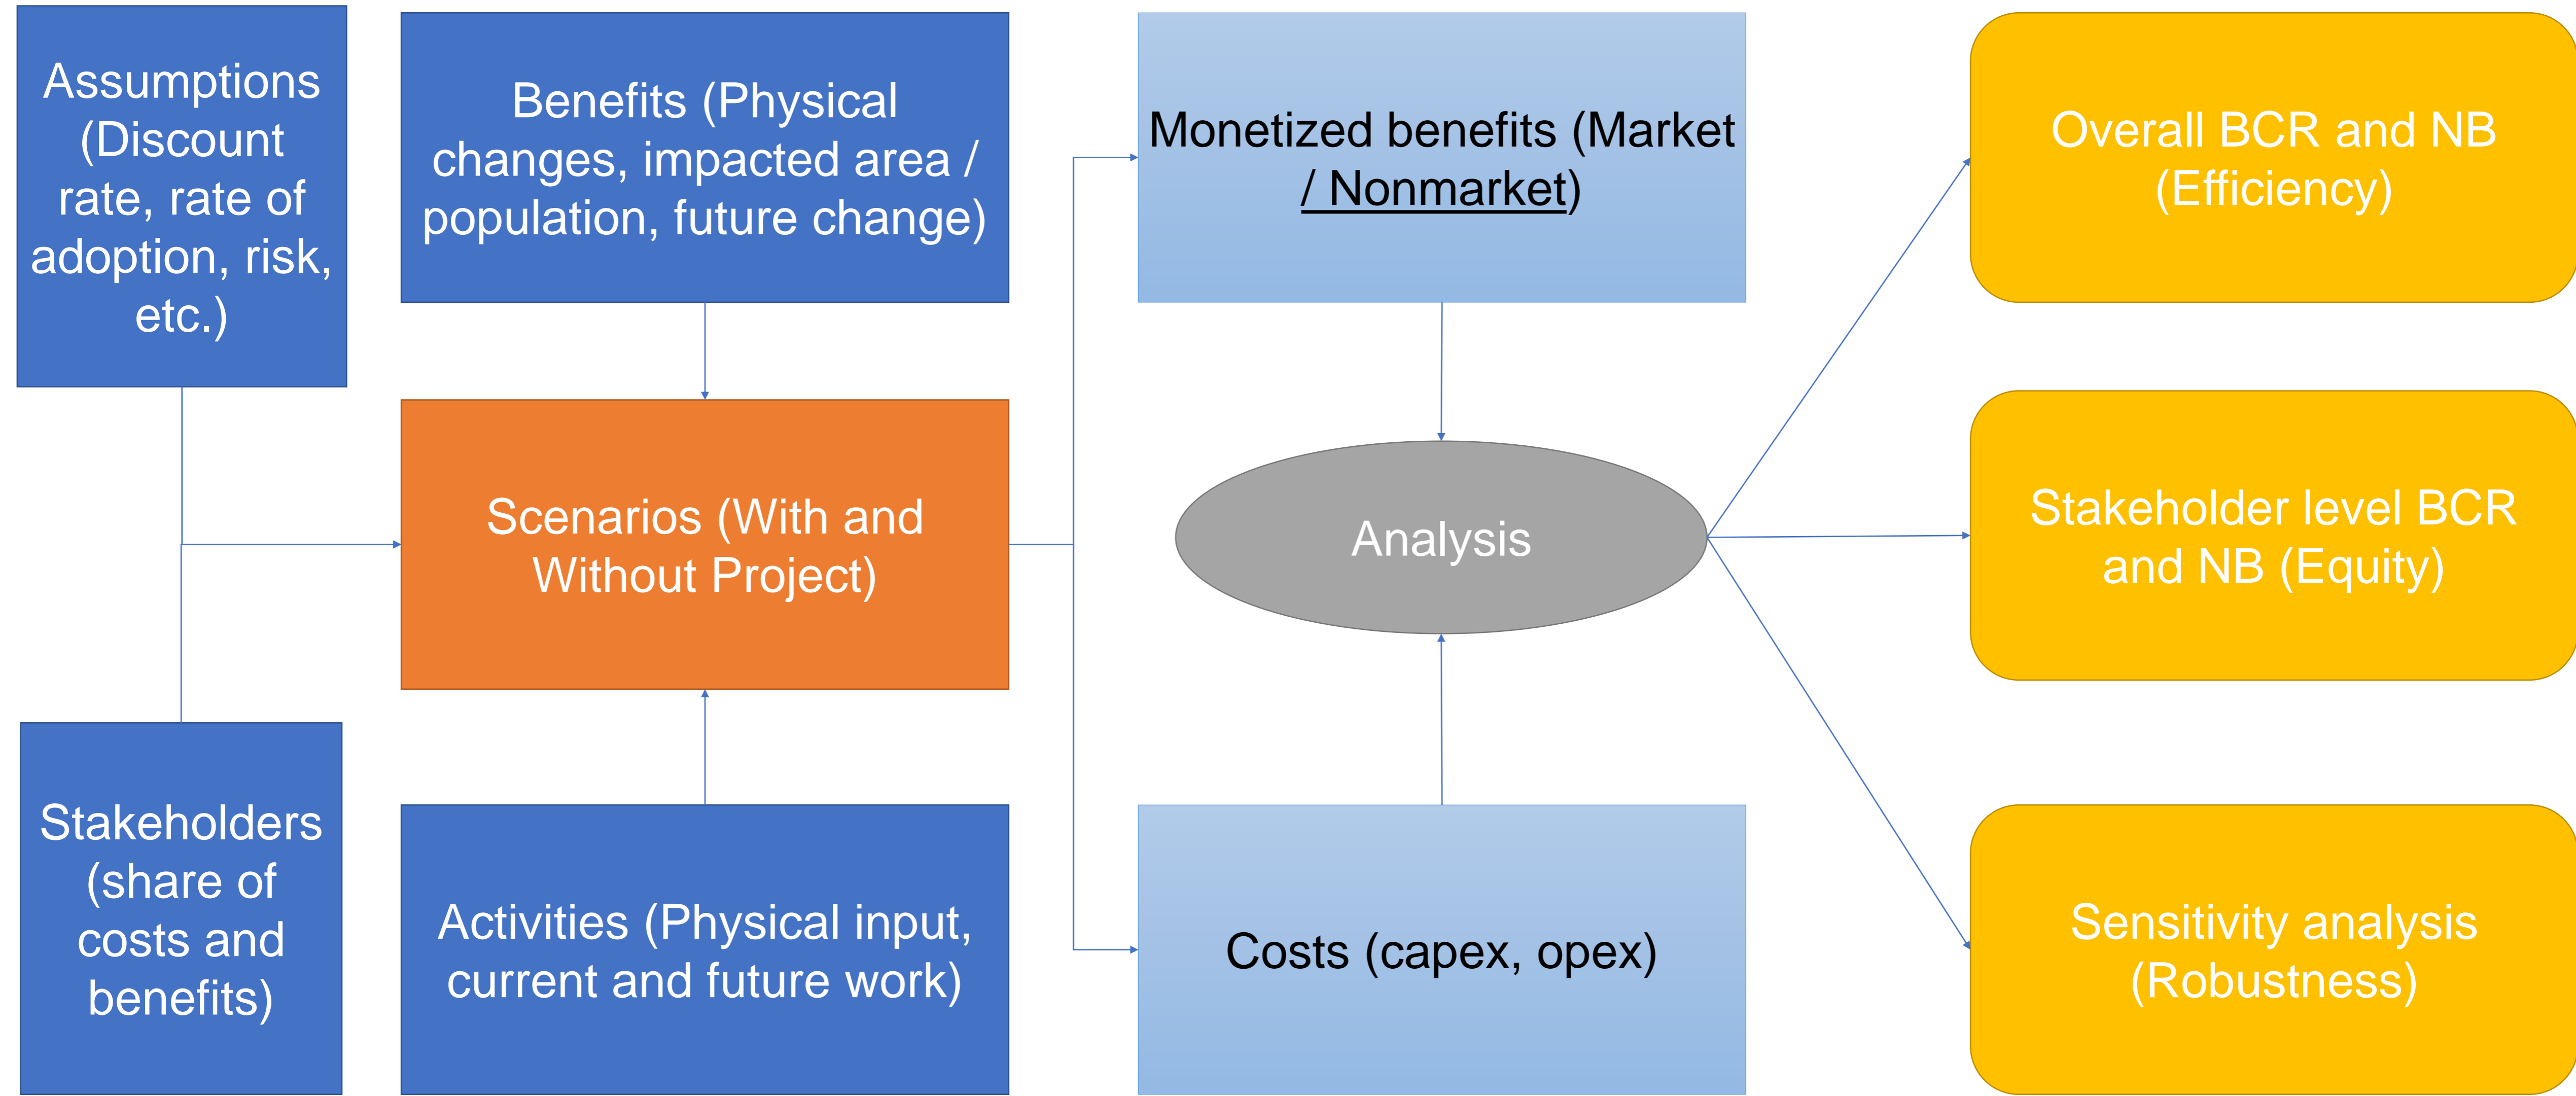 Assumptions
(Discount
rate, rate of
adoption, risk,
etc.)
Benefits (Physical
changes, impacted area /
population, future change)
Monetized benefits (Market
/ Nonmarket)
Overall BCR and NB
(Efficiency)
Scenarios (With and
Without Project)
Analysis
Stakeholder level BCR
and NB (Equity)
Stakeholders
(share of
costs and
benefits)
Activities (Physical input,
current and future work)
Costs (capex, opex)
Sensitivity analysis
(Robustness)